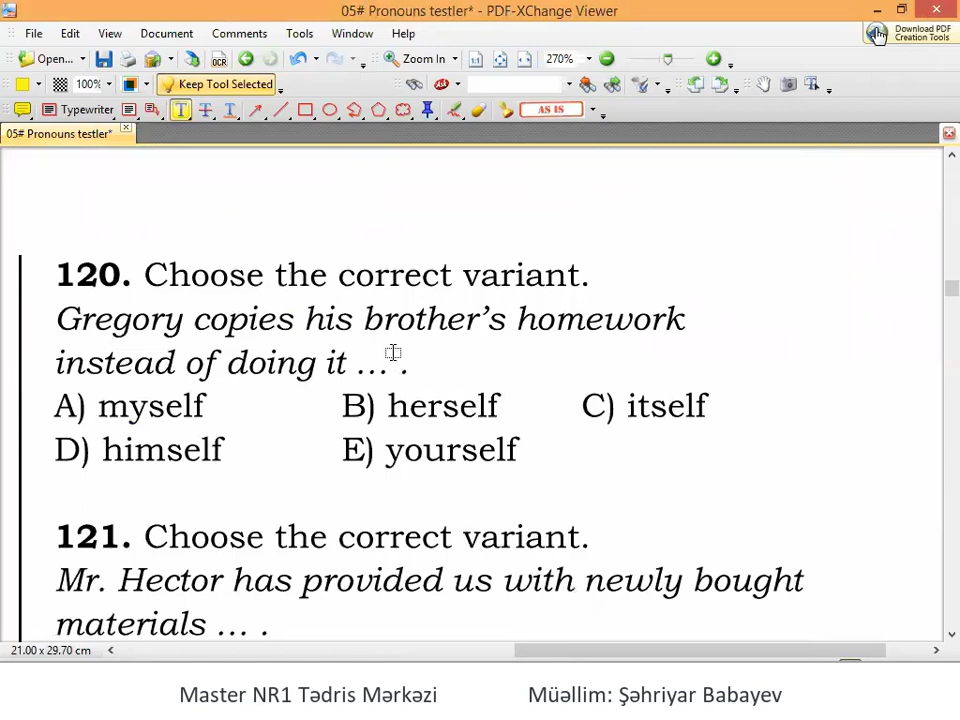 05# Pronouns testler* - PDF-XChange Viewer
File Edit View Document Comments Tools Window Help
Download PDF
Creation Tools
Open... OCR Zoom In 270%
100% Keep Tool Selected
Typewriter T T T AS IS
05# Pronouns testler*
120. Choose the correct variant.
Gregory copies his brother’s homework
instead of doing it ... .
A) myself B) herself C) itself
D) himself E) yourself
121. Choose the correct variant.
Mr. Hector has provided us with newly bought
materials ... .
21.00 x 29.70 cm
Master NR1 Tədris Mərkəzi Müəllim: Şəhriyar Babayev